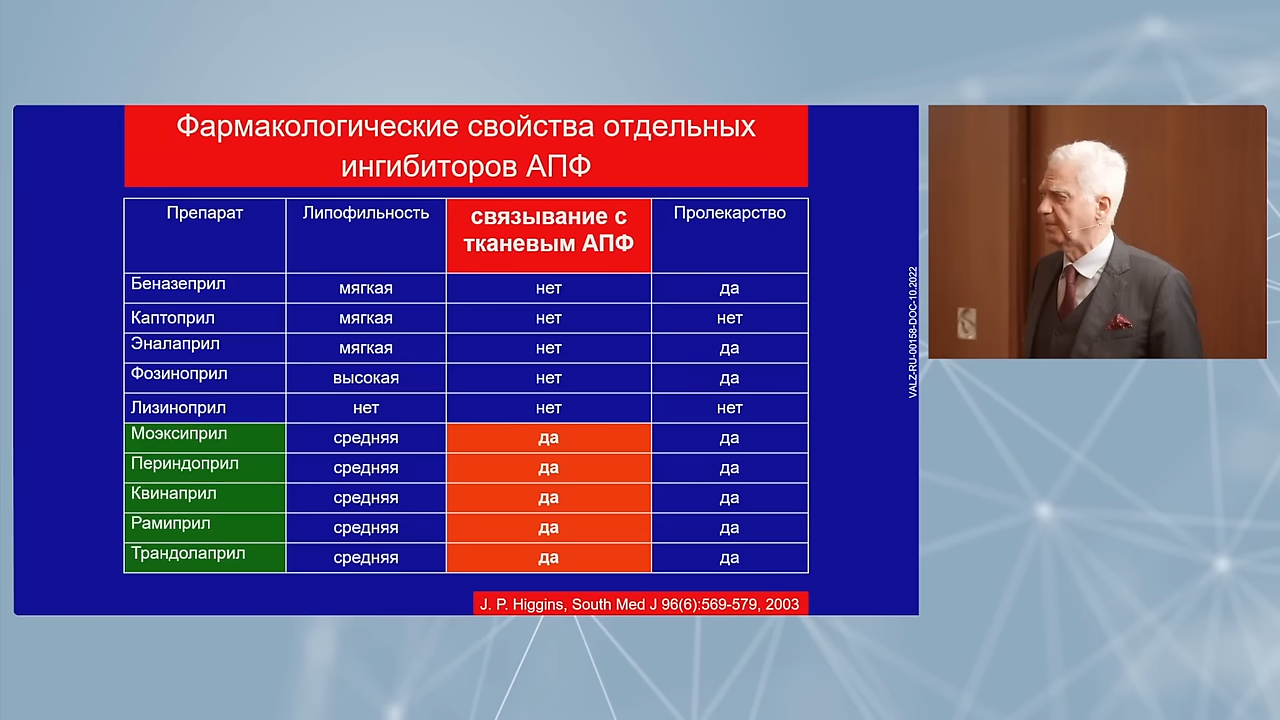 Фармакологические свойства отдельных
ингибиторов АПФ
Препарат Липофильность связывание с тканевым АПФ Пролекарство
Беназеприл мягкая нет да
Каптоприл мягкая нет нет
Эналаприл мягкая нет да
Фозиноприл высокая нет да
Лизиноприл нет нет нет
Моэксиприл средняя да да
Периндоприл средняя да да
Квинаприл средняя да да
Рамиприл средняя да да
Трандолаприл средняя да да
J. P. Higgins, South Med J 96(6):569-579, 2003
VALZ-RU-00158-DOC-10.2022